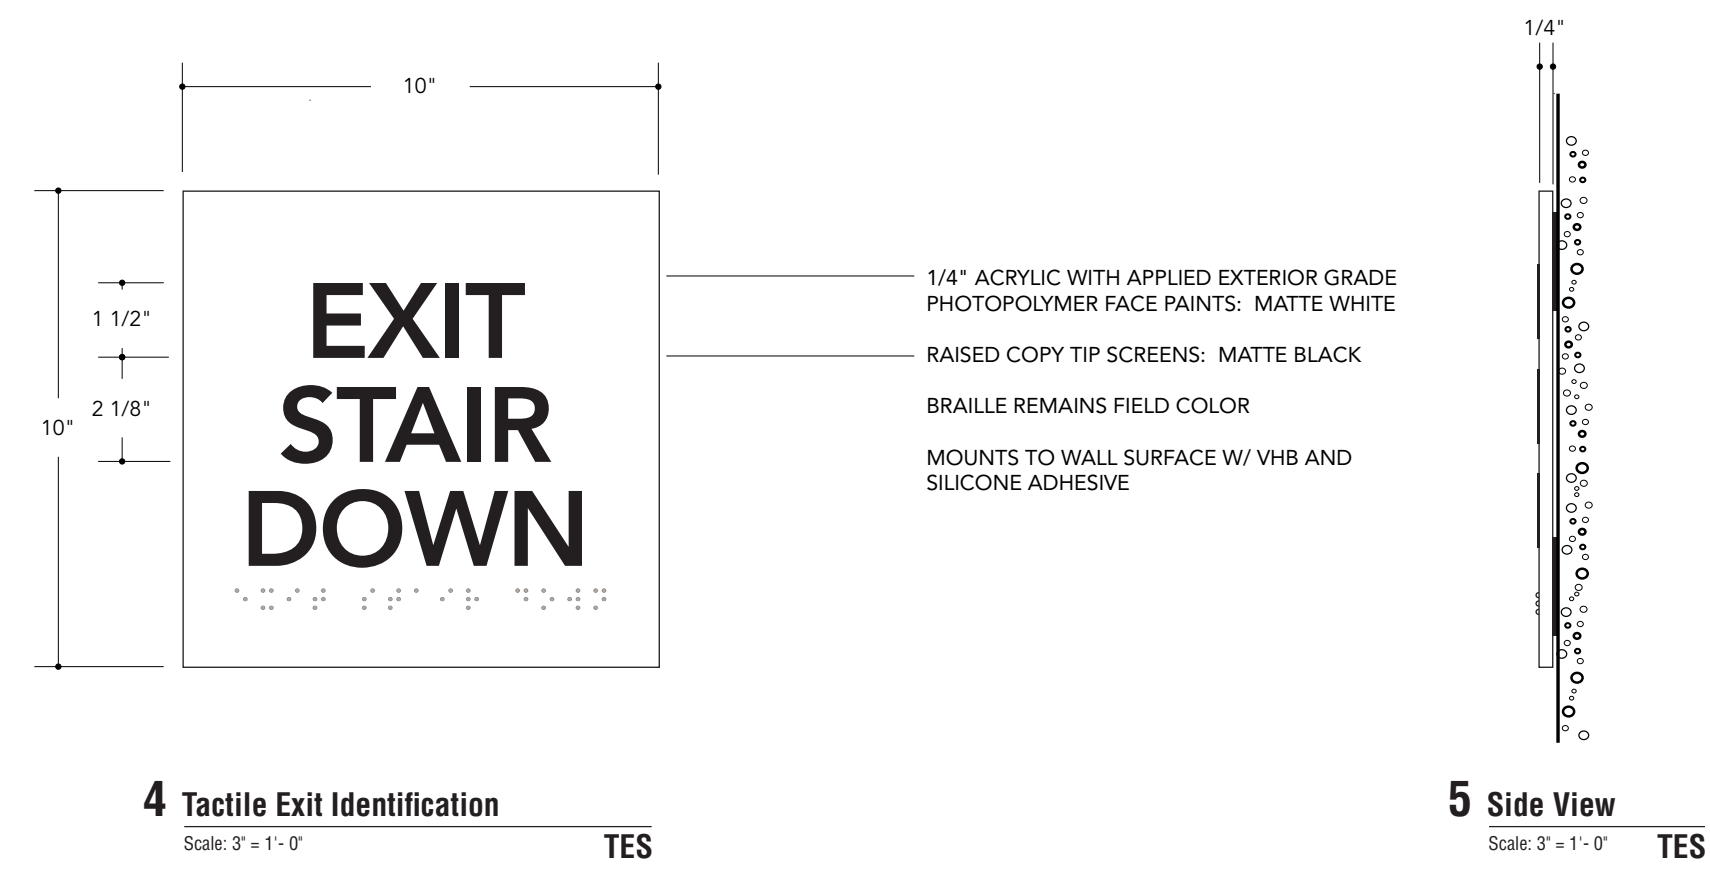 1/4"
10"
EXIT
1/4" ACRYLIC WITH APPLIED EXTERIOR GRADE
PHOTOPOLYMER FACE PAINTS: MATTE WHITE
1 1/2"
RAISED COPY TIP SCREENS: MATTE BLACK
STAIR
2 1/8"
10"
BRAILLE REMAINS FIELD COLOR
MOUNTS TO WALL SURFACE W/ VHB AND
SILICONE ADHESIVE
DOWN
⠑⠭⠊⠞ ⠎⠞⠁⠊⠗ ⠙⠕⠺⠝
4 Tactile Exit Identification
Scale: 3" = 1'- 0" TES
5 Side View
Scale: 3" = 1'- 0" TES